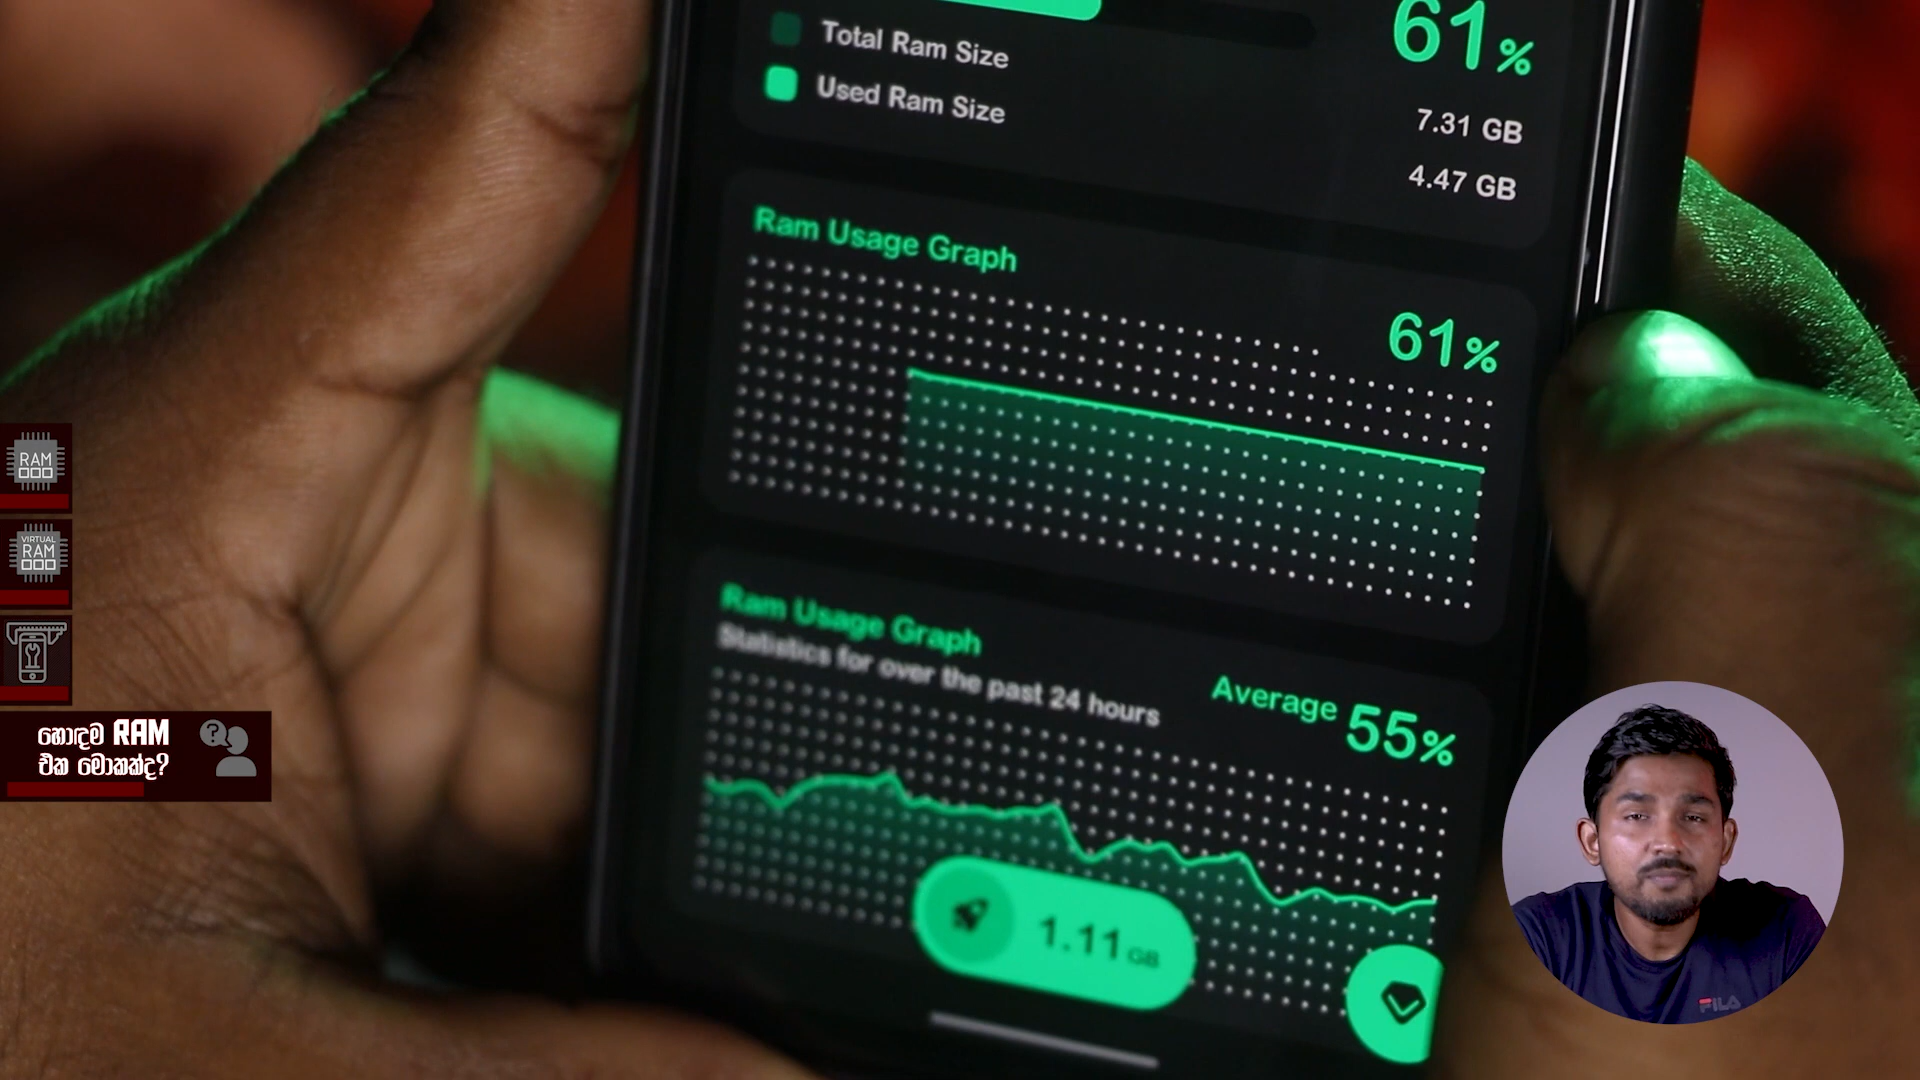 61%
Total Ram Size
7.31 GB
Used Ram Size
4.47 GB
Ram Usage Graph
61%
Ram Usage Graph
Statistics for over the past 24 hours
Average 55%
1.11 GB
RAM
VIRTUAL
RAM
හොඳම RAM
එක මොකක්ද?
FILA